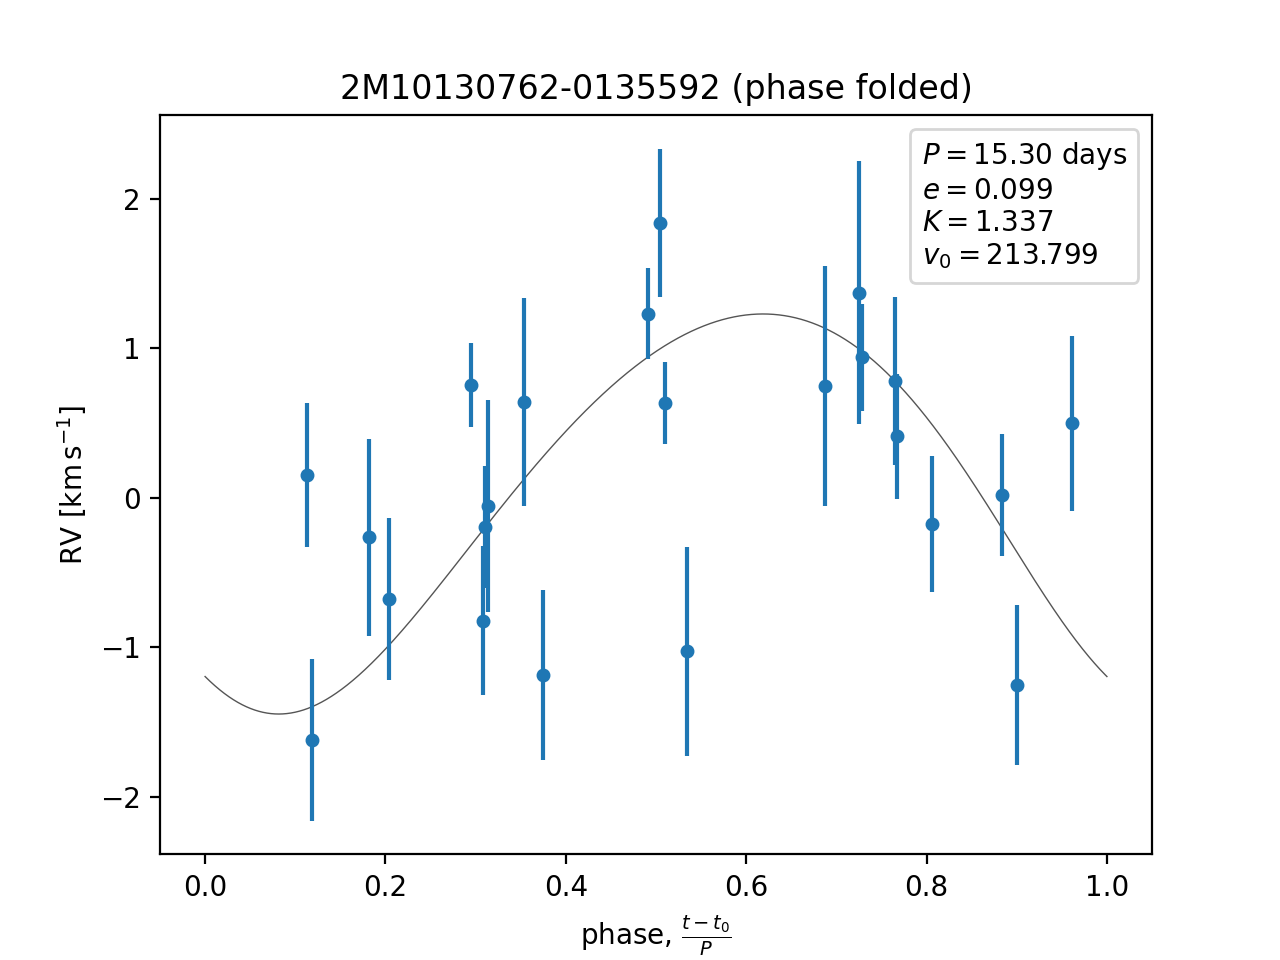 2M10130762-0135592 (phase folded)
P = 15.30 days
e = 0.099
K = 1.337
v₀ = 213.799
RV [km s⁻¹]
2
1
0
−1
−2
0.0 0.2 0.4 0.6 0.8 1.0
phase, (t − t₀)/P